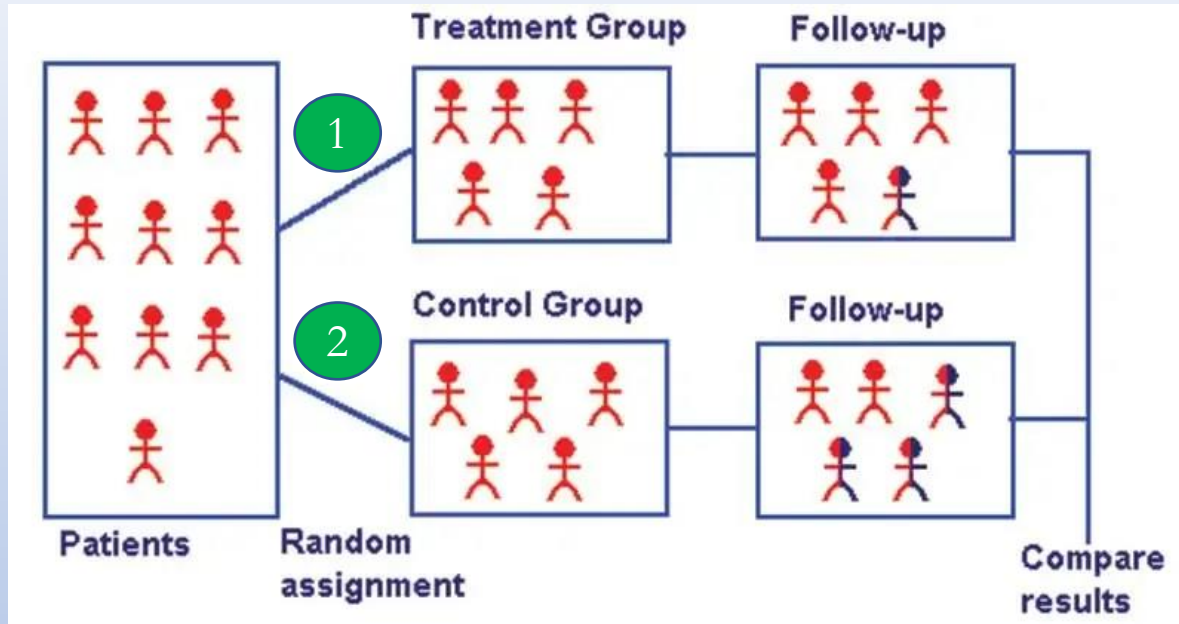 Treatment Group
Follow-up
1
2
Control Group
Follow-up
Patients
Random
assignment
Compare
results